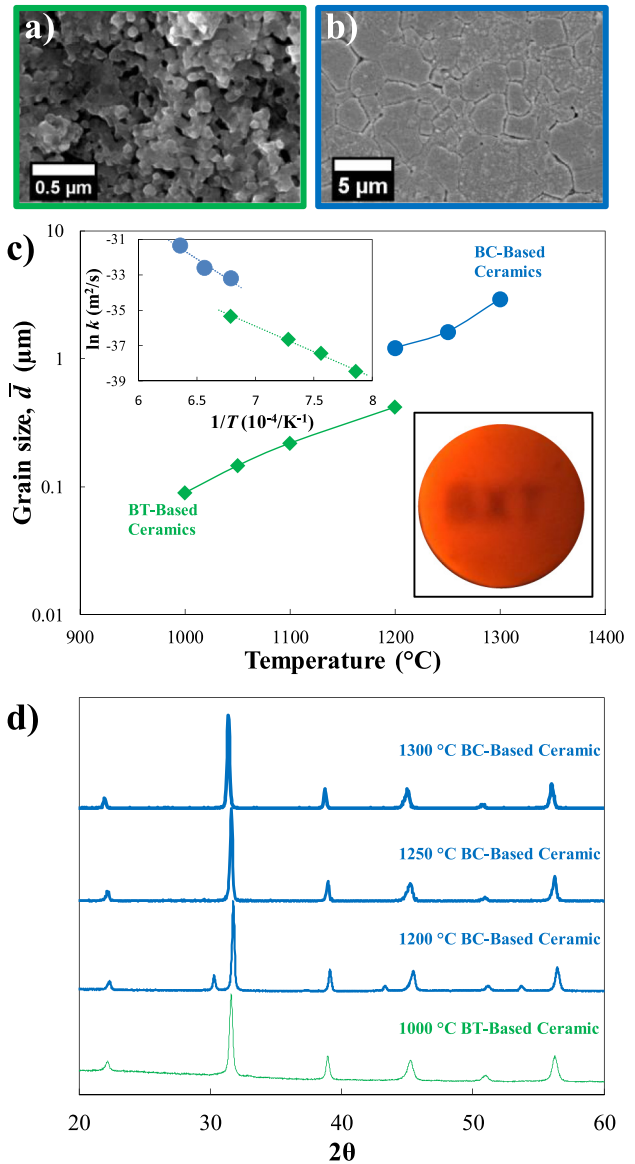 a)
0.5 µm
b)
5 µm
c)
10
1
0.1
0.01
Grain size, d̅ (µm)
900
1000
1100
1200
1300
1400
Temperature (°C)
BC-Based
Ceramics
BT-Based
Ceramics
-31
-33
-35
-37
-39
ln k (m²/s)
6
6.5
7
7.5
8
1/T (10⁻⁴/K⁻¹)
BXT
d)
1300 °C BC-Based Ceramic
1250 °C BC-Based Ceramic
1200 °C BC-Based Ceramic
1000 °C BT-Based Ceramic
20
30
40
50
60
2θ